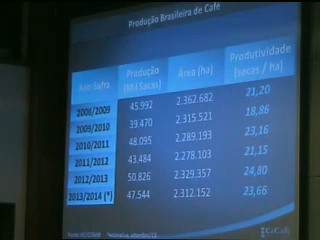 Produção Brasileira de Café
Ano-Safra Produção (Mil Sacas) Área (ha) Produtividade (sacas / ha)
2008/2009 45.992 2.362.682 21,20
2009/2010 39.470 2.315.521 18,86
2010/2011 48.095 2.289.193 23,16
2011/2012 43.484 2.278.103 21,15
2012/2013 50.826 2.329.357 24,80
2013/2014 (*) 47.544 2.312.152 23,66